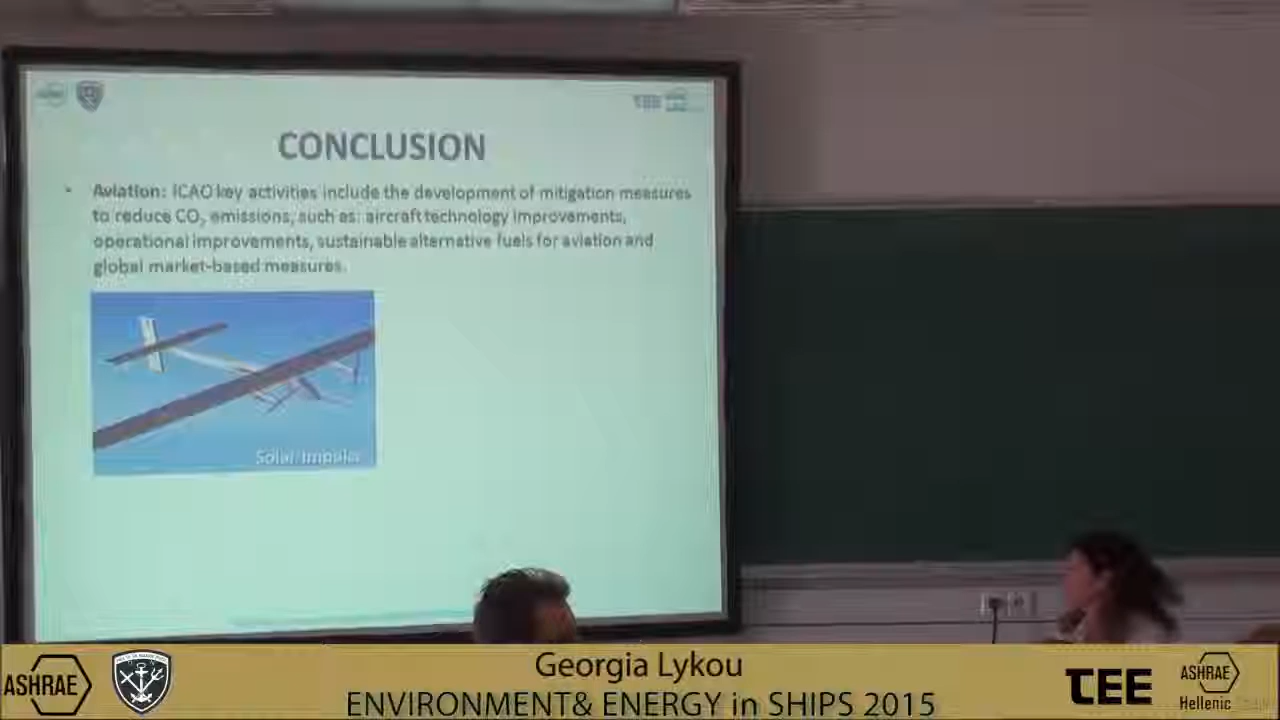 TEE
CONCLUSION
• Aviation: ICAO key activities include the development of mitigation measures
to reduce CO₂ emissions, such as: aircraft technology improvements,
operational improvements, sustainable alternative fuels for aviation and
global market-based measures.
Solar Impulse
Georgia Lykou
ENVIRONMENT& ENERGY in SHIPS 2015
ASHRAE
TEE
ASHRAE
Hellenic